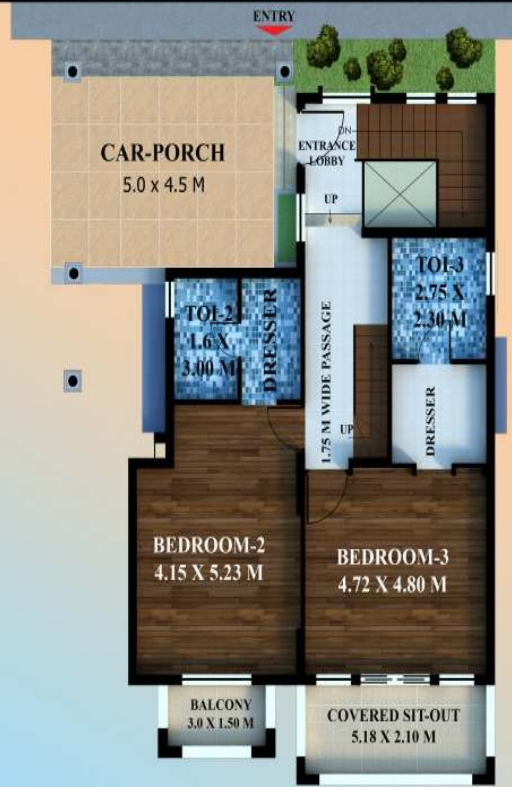 ENTRY
CAR-PORCH
5.0 x 4.5 M
DN
ENTRANCE
LOBBY
UP
TOI-2
1.6 X
3.00 M
DRESSER
1.75 M WIDE PASSAGE
UP
TOI-3
2.75 X
2.30 M
DRESSER
BEDROOM-2
4.15 X 5.23 M
BEDROOM-3
4.72 X 4.80 M
BALCONY
3.0 X 1.50 M
COVERED SIT-OUT
5.18 X 2.10 M